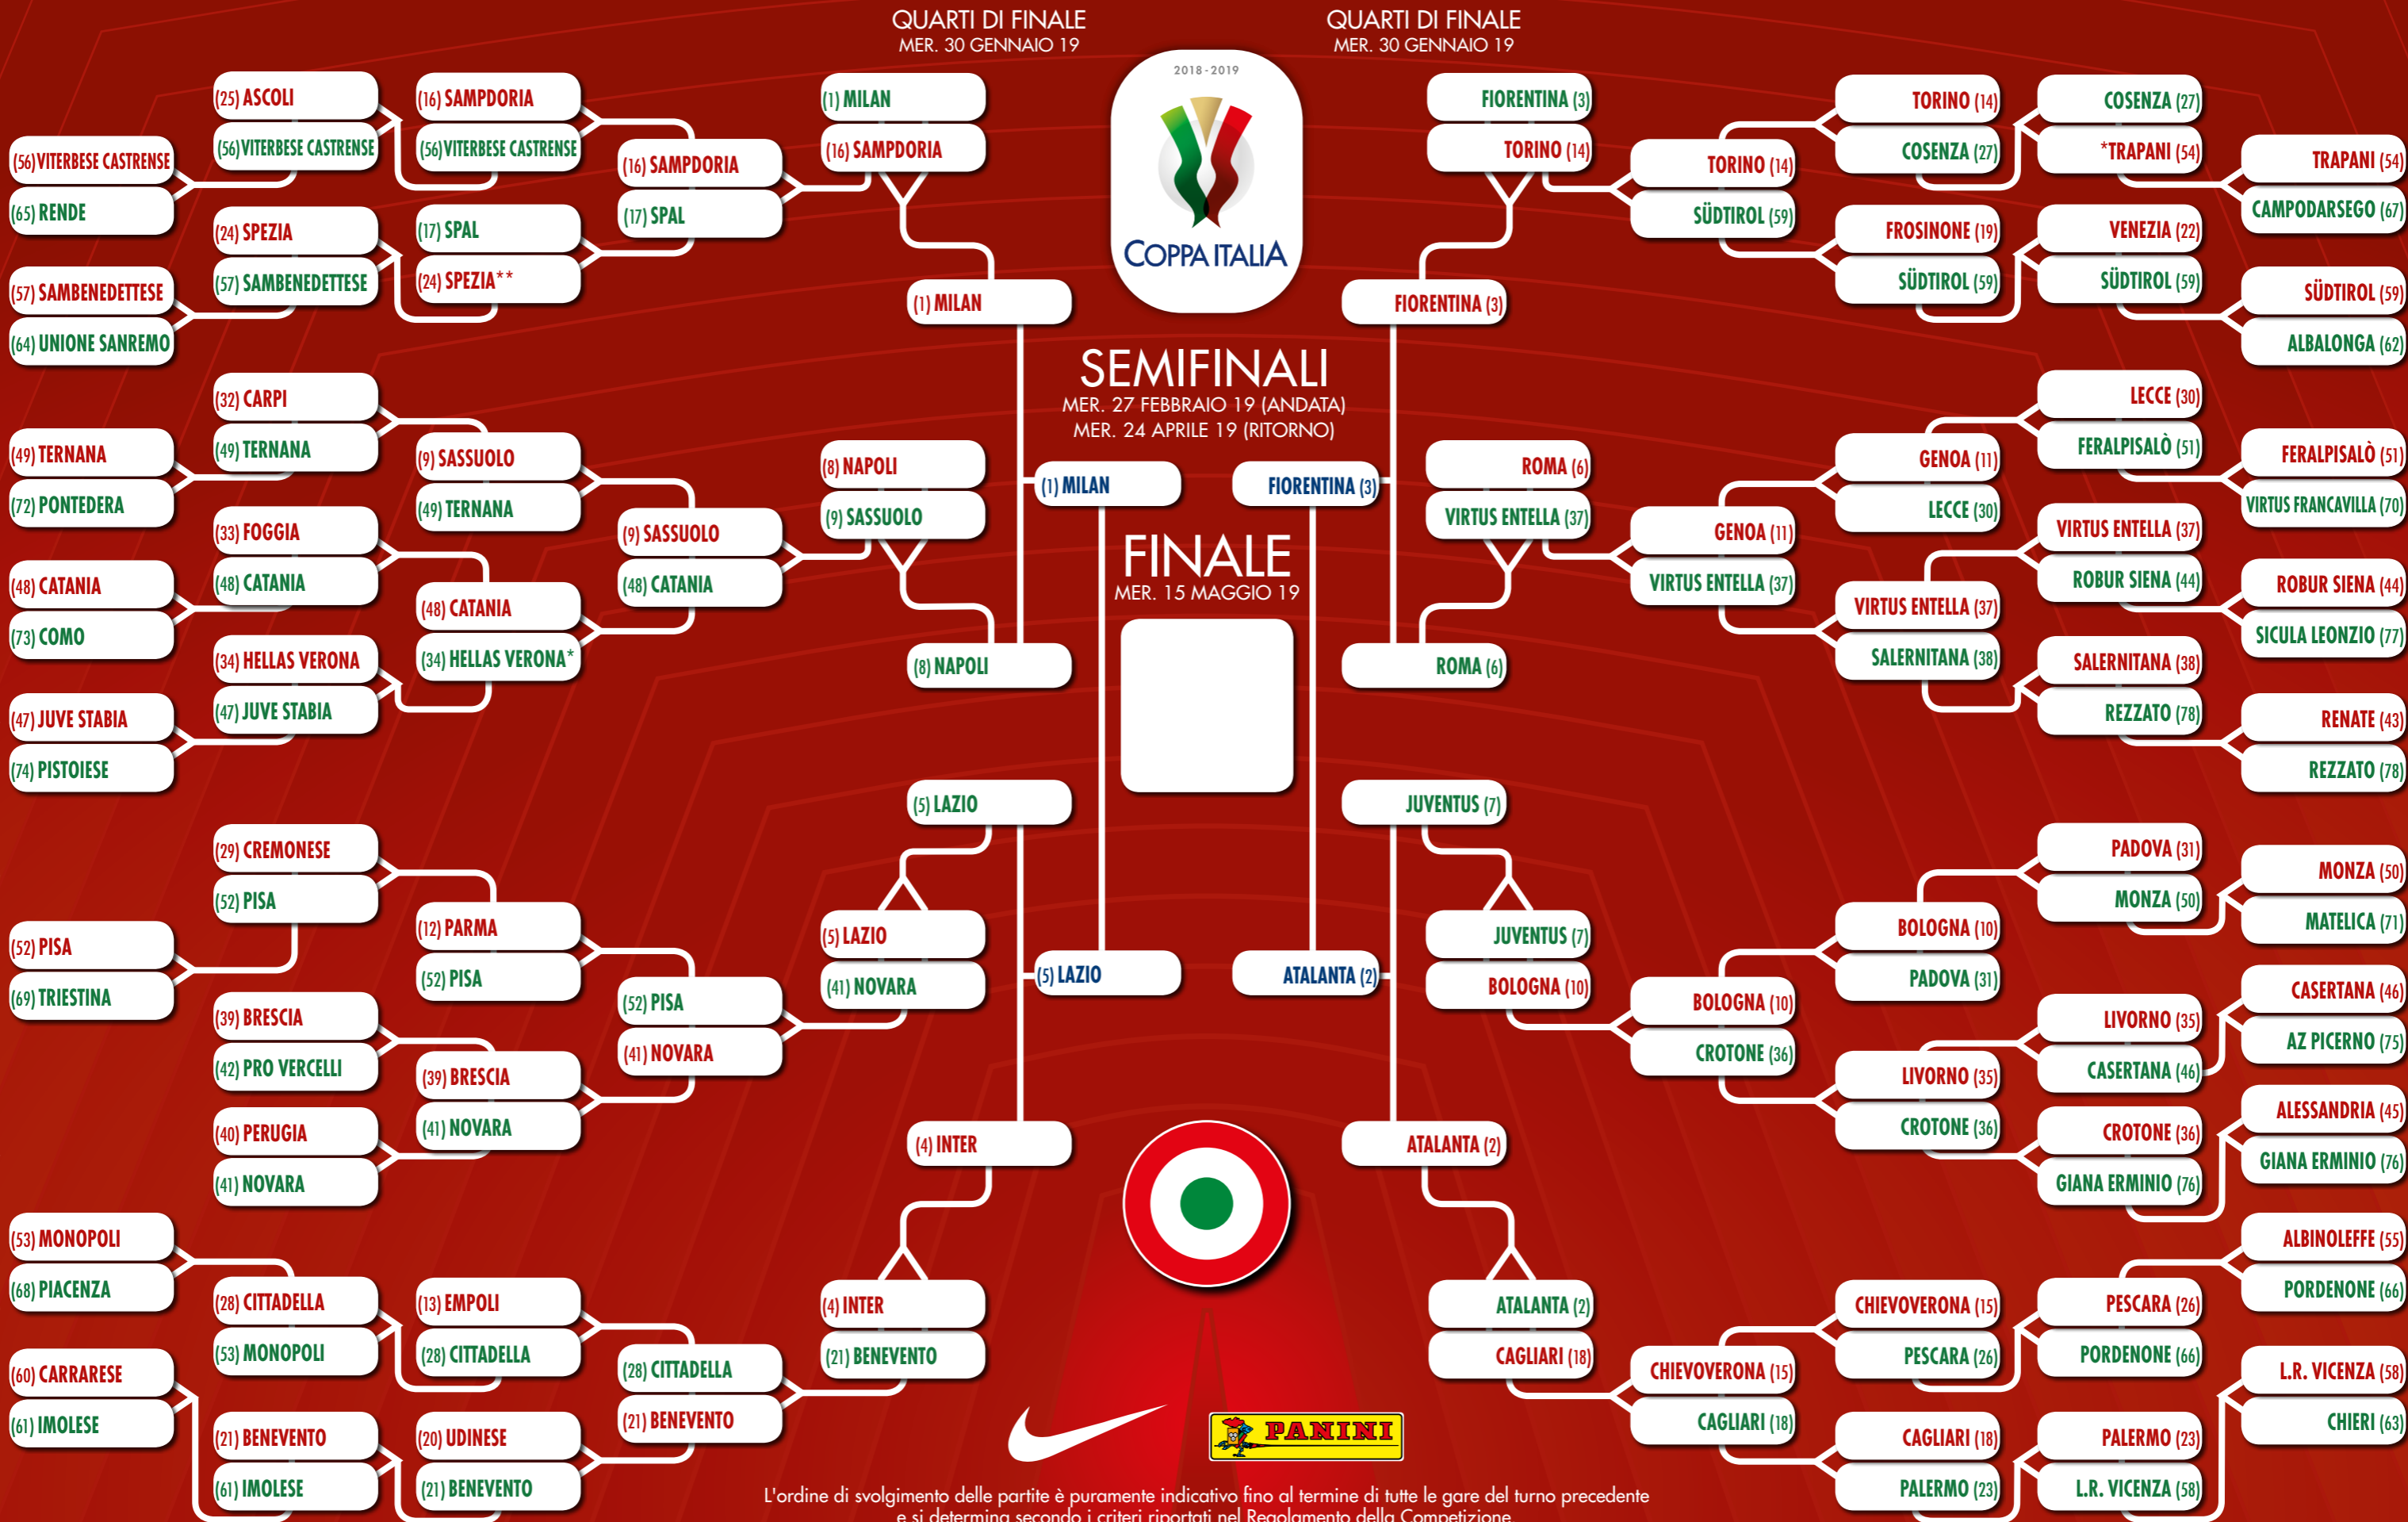 QUARTI DI FINALE
MER. 30 GENNAIO 19
QUARTI DI FINALE
MER. 30 GENNAIO 19
2018-2019
COPPA ITALIA
(56) VITERBESE CASTRENSE
(65) RENDE
(57) SAMBENEDETTESE
(64) UNIONE SANREMO
(49) TERNANA
(72) PONTEDERA
(48) CATANIA
(73) COMO
(47) JUVE STABIA
(74) PISTOIESE
(52) PISA
(69) TRIESTINA
(53) MONOPOLI
(68) PIACENZA
(60) CARRARESE
(61) IMOLESE
(25) ASCOLI
(56) VITERBESE CASTRENSE
(24) SPEZIA
(57) SAMBENEDETTESE
(32) CARPI
(49) TERNANA
(33) FOGGIA
(48) CATANIA
(34) HELLAS VERONA
(47) JUVE STABIA
(29) CREMONESE
(52) PISA
(39) BRESCIA
(42) PRO VERCELLI
(40) PERUGIA
(41) NOVARA
(28) CITTADELLA
(53) MONOPOLI
(21) BENEVENTO
(61) IMOLESE
(16) SAMPDORIA
(56) VITERBESE CASTRENSE
(17) SPAL
(24) SPEZIA**
(9) SASSUOLO
(49) TERNANA
(48) CATANIA
(34) HELLAS VERONA*
(12) PARMA
(52) PISA
(39) BRESCIA
(41) NOVARA
(13) EMPOLI
(28) CITTADELLA
(20) UDINESE
(21) BENEVENTO
(16) SAMPDORIA
(17) SPAL
(9) SASSUOLO
(48) CATANIA
(52) PISA
(41) NOVARA
(28) CITTADELLA
(21) BENEVENTO
(1) MILAN
(16) SAMPDORIA
(8) NAPOLI
(9) SASSUOLO
(5) LAZIO
(41) NOVARA
(4) INTER
(21) BENEVENTO
(1) MILAN
(8) NAPOLI
(5) LAZIO
(4) INTER
SEMIFINALI
MER. 27 FEBBRAIO 19 (ANDATA)
MER. 24 APRILE 19 (RITORNO)
(1) MILAN
(5) LAZIO
FIORENTINA (3)
ATALANTA (2)
FINALE
MER. 15 MAGGIO 19
FIORENTINA (3)
ROMA (6)
JUVENTUS (7)
ATALANTA (2)
FIORENTINA (3)
TORINO (14)
ROMA (6)
VIRTUS ENTELLA (37)
JUVENTUS (7)
BOLOGNA (10)
ATALANTA (2)
CAGLIARI (18)
TORINO (14)
SÜDTIROL (59)
GENOA (11)
VIRTUS ENTELLA (37)
BOLOGNA (10)
CROTONE (36)
CHIEVOVERONA (15)
CAGLIARI (18)
TORINO (14)
COSENZA (27)
FROSINONE (19)
SÜDTIROL (59)
GENOA (11)
LECCE (30)
VIRTUS ENTELLA (37)
SALERNITANA (38)
BOLOGNA (10)
PADOVA (31)
LIVORNO (35)
CROTONE (36)
CHIEVOVERONA (15)
PESCARA (26)
CAGLIARI (18)
PALERMO (23)
COSENZA (27)
*TRAPANI (54)
VENEZIA (22)
SÜDTIROL (59)
LECCE (30)
FERALPISALÒ (51)
VIRTUS ENTELLA (37)
ROBUR SIENA (44)
SALERNITANA (38)
REZZATO (78)
PADOVA (31)
MONZA (50)
LIVORNO (35)
CASERTANA (46)
CROTONE (36)
GIANA ERMINIO (76)
PESCARA (26)
PORDENONE (66)
PALERMO (23)
L.R. VICENZA (58)
TRAPANI (54)
CAMPODARSEGO (67)
SÜDTIROL (59)
ALBALONGA (62)
FERALPISALÒ (51)
VIRTUS FRANCAVILLA (70)
ROBUR SIENA (44)
SICULA LEONZIO (77)
RENATE (43)
REZZATO (78)
MONZA (50)
MATELICA (71)
CASERTANA (46)
AZ PICERNO (75)
ALESSANDRIA (45)
GIANA ERMINIO (76)
ALBINOLEFFE (55)
PORDENONE (66)
L.R. VICENZA (58)
CHIERI (63)
PANINI
L'ordine di svolgimento delle partite è puramente indicativo fino al termine di tutte le gare del turno precedente
e si determina secondo i criteri riportati nel Regolamento della Competizione